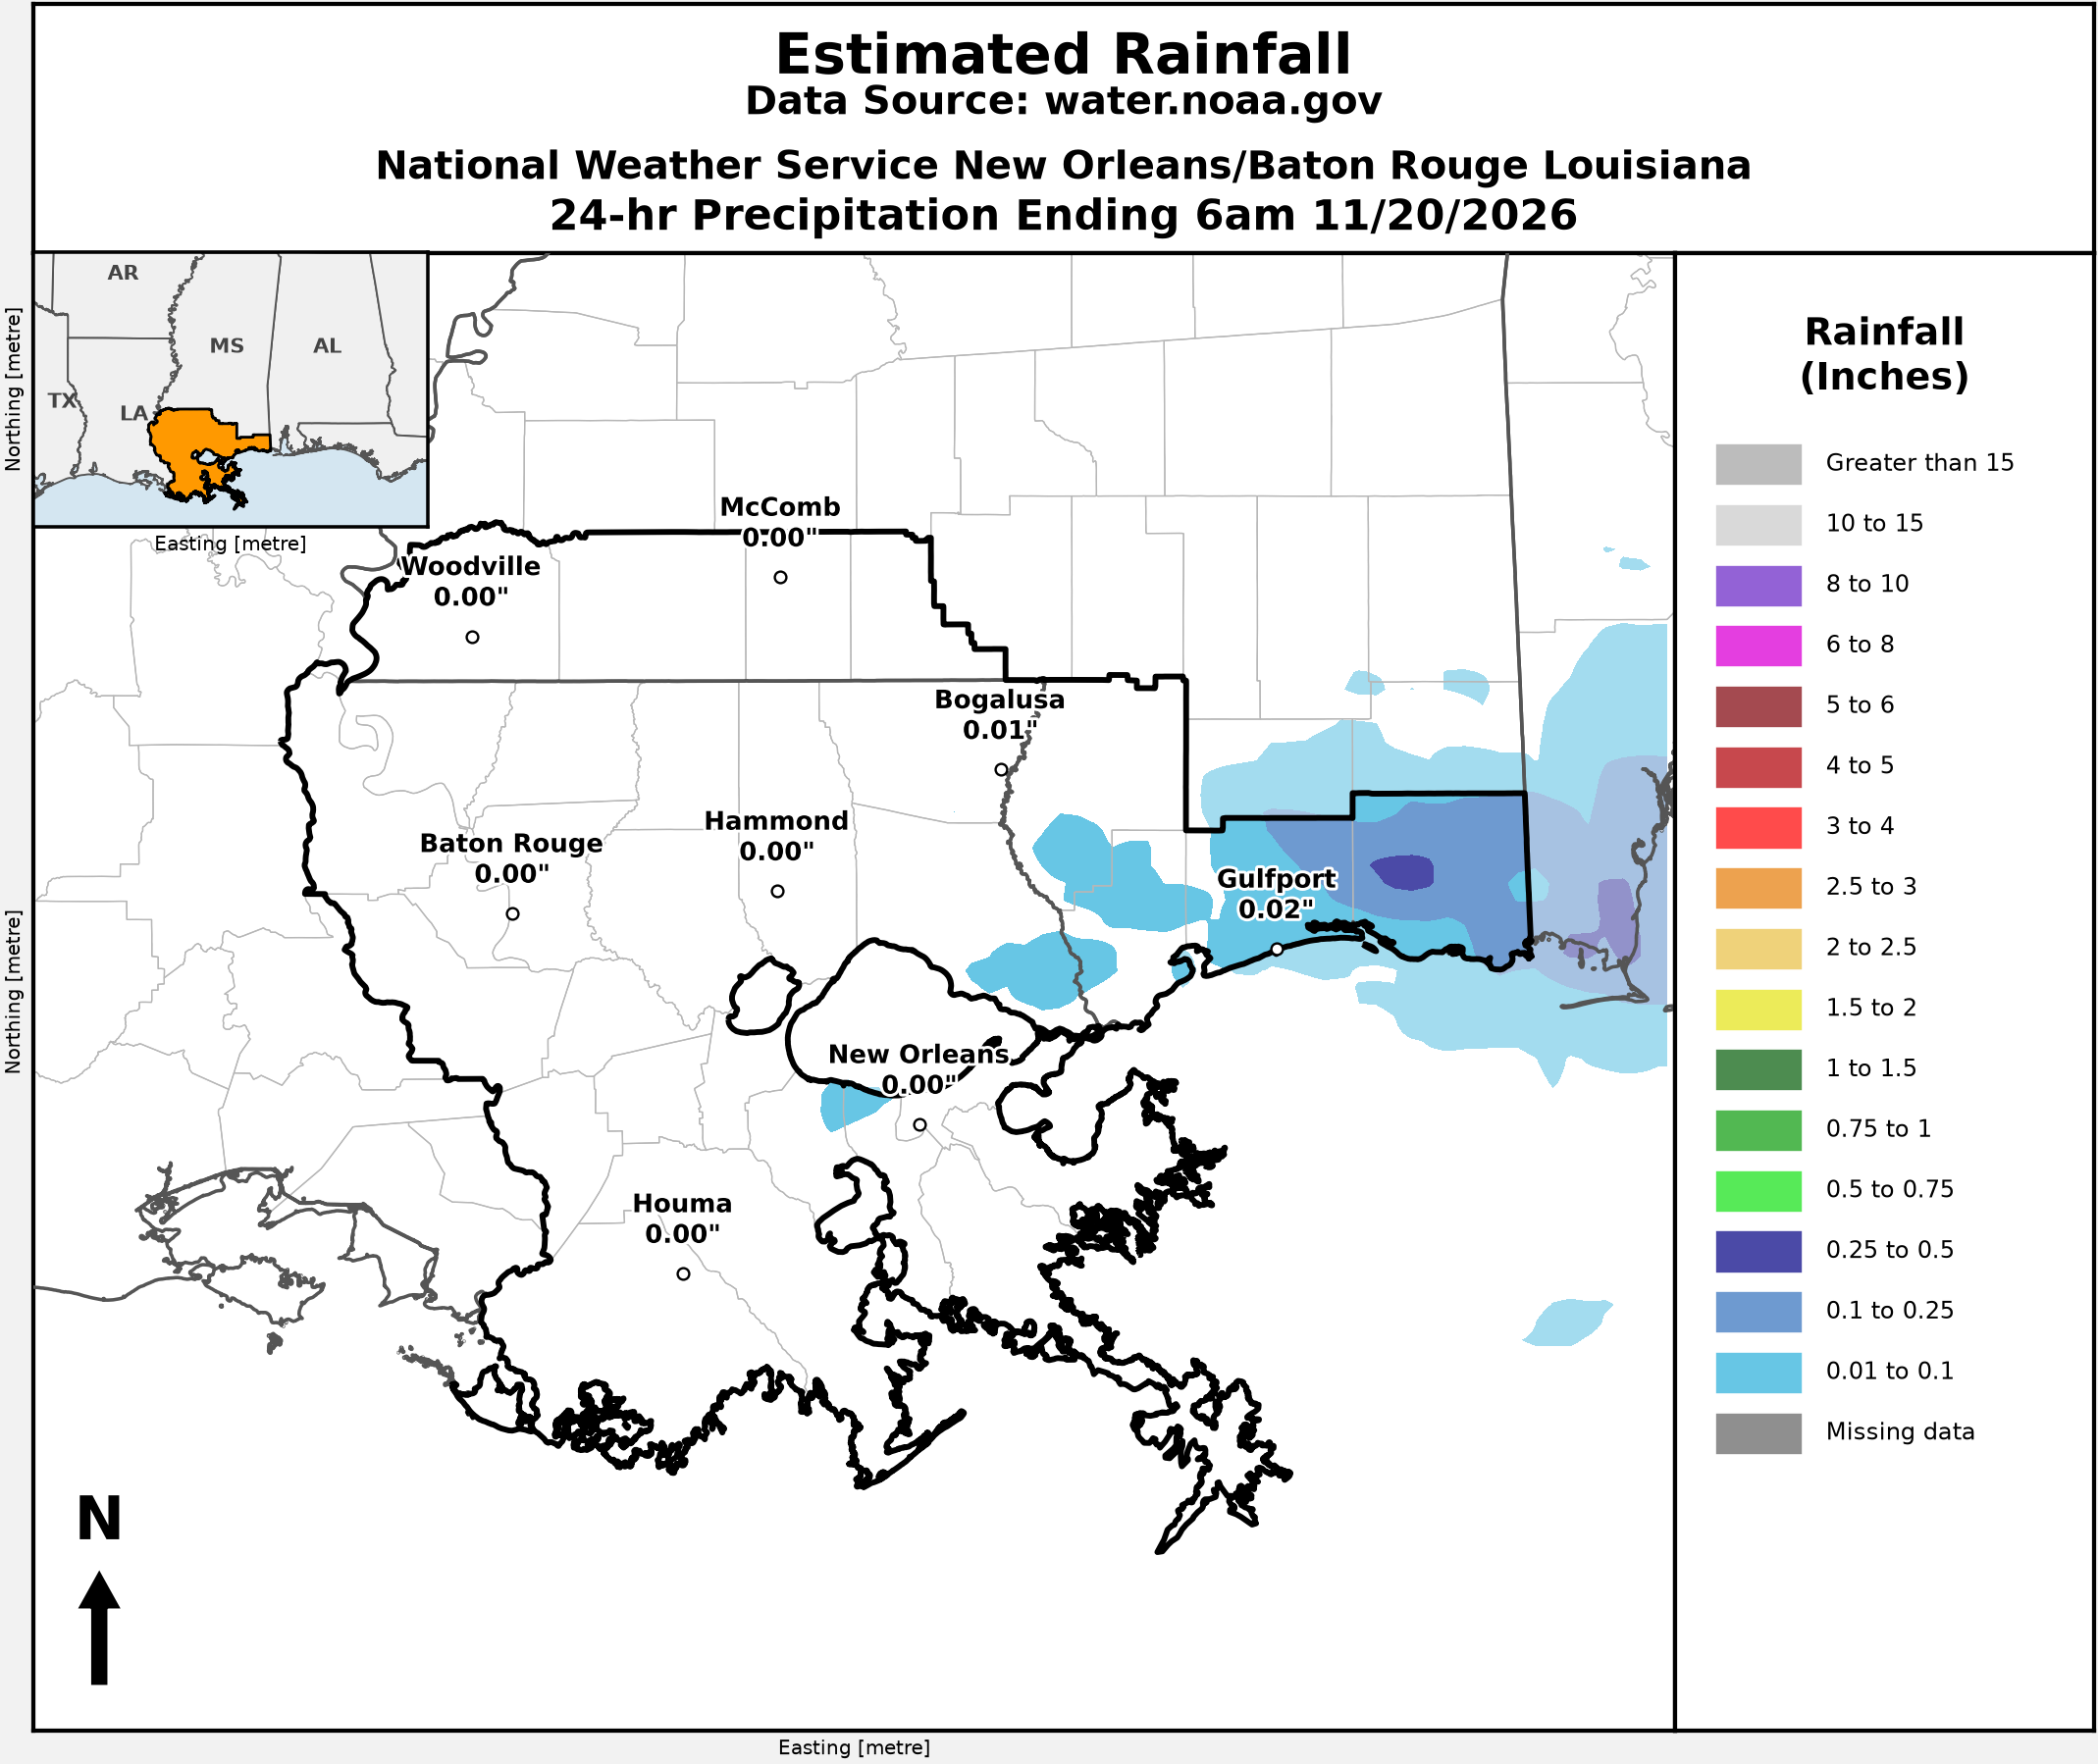 Estimated Rainfall
Data Source: water.noaa.gov
National Weather Service New Orleans/Baton Rouge Louisiana
24-hr Precipitation Ending 6am 11/20/2026
Northing [metre]
AR
MS
AL
TX
LA
Easting [metre]
Northing [metre]
McComb
0.00"
Woodville
0.00"
Bogalusa
0.01"
Hammond
0.00"
Baton Rouge
0.00"
Gulfport
0.02"
New Orleans
0.00"
Houma
0.00"
N
Easting [metre]
Rainfall
(Inches)
Greater than 15
10 to 15
8 to 10
6 to 8
5 to 6
4 to 5
3 to 4
2.5 to 3
2 to 2.5
1.5 to 2
1 to 1.5
0.75 to 1
0.5 to 0.75
0.25 to 0.5
0.1 to 0.25
0.01 to 0.1
Missing data